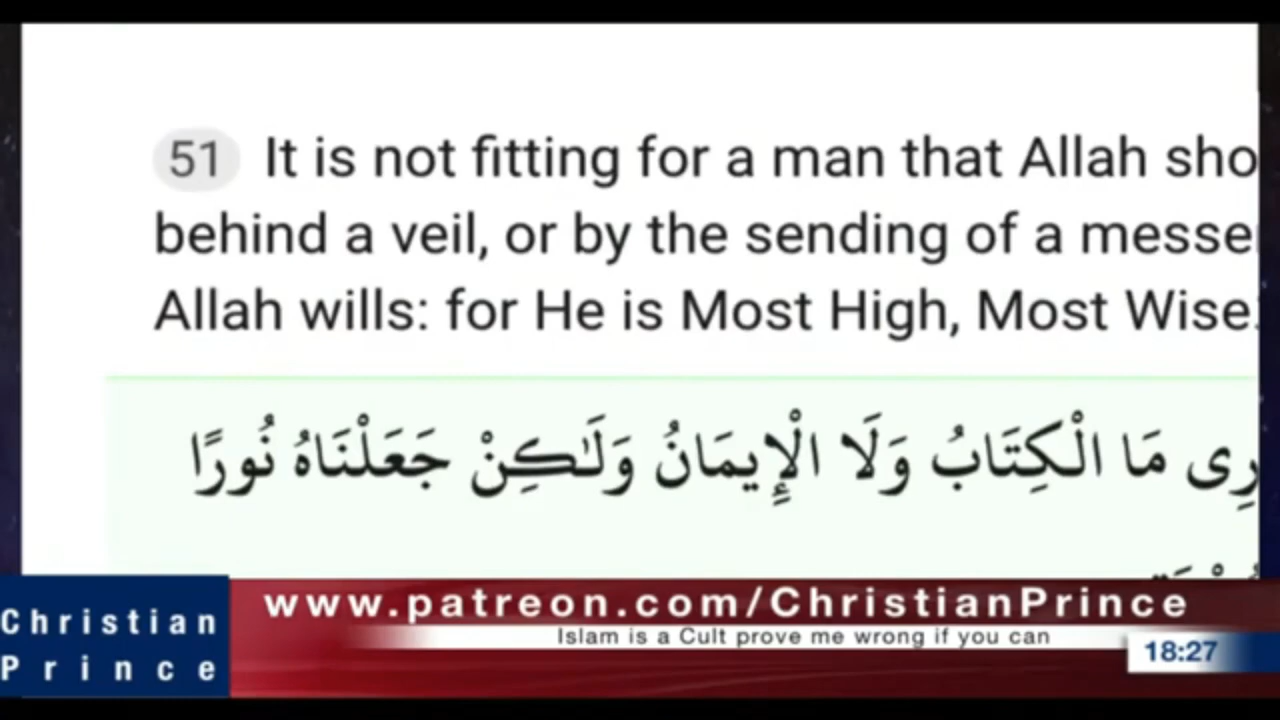 51 It is not fitting for a man that Allah sho
behind a veil, or by the sending of a messe
Allah wills: for He is Most High, Most Wise.
مَا الْكِتَابُ وَلَا الْإِيمَانُ وَلَٰكِنْ جَعَلْنَاهُ نُورًا
www.patreon.com/ChristianPrince
Islam is a Cult prove me wrong if you can
Christian
Prince
18:27